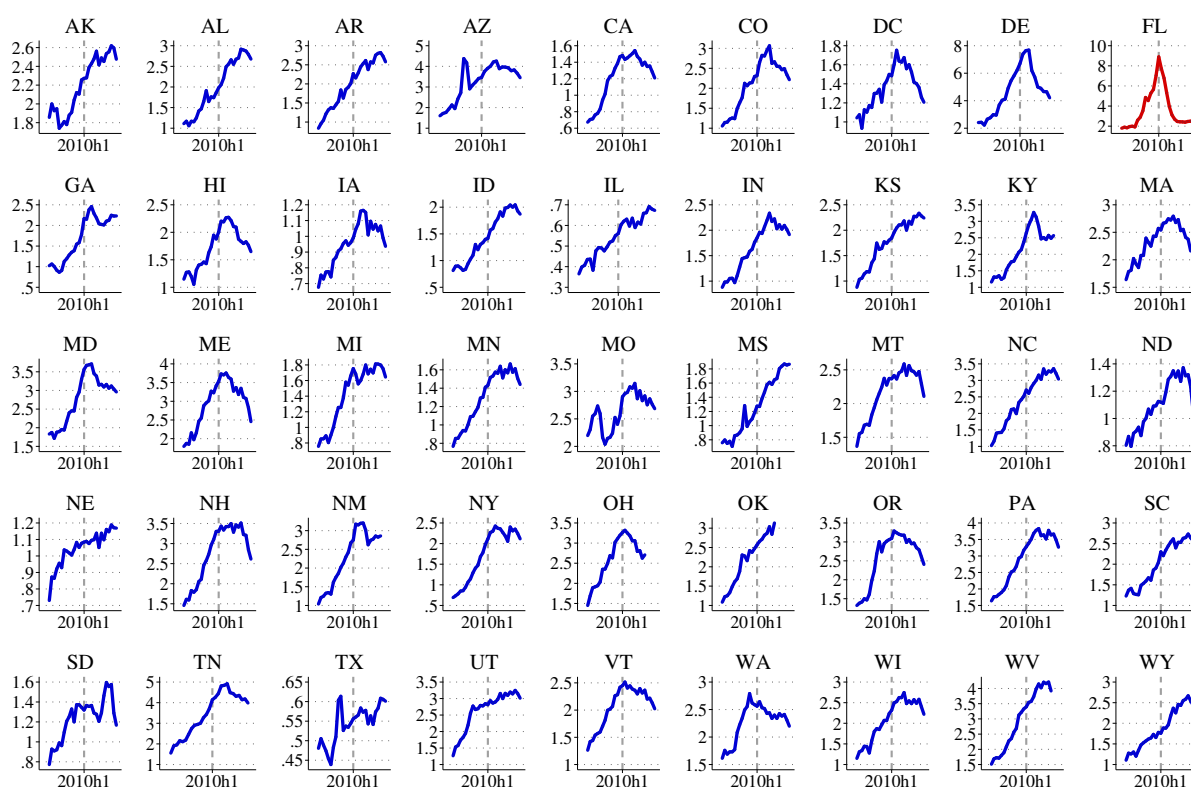 AK AL AR AZ CA CO DC DE FL
2.6 3 3 5 1.6 3 1.8 8 10
2.4 2.5 2.5 4 1.4 2.5 1.6 6 8
2.2 2 2 3 1.2 2 1.4 4 6
2 1.5 1.5 2 1 1.5 1.2 2 4
1.8 1 1 1 .8 1 1 2
.6
2010h1 2010h1 2010h1 2010h1 2010h1 2010h1 2010h1 2010h1 2010h1
GA HI IA ID IL IN KS KY MA
2.5 2.5 1.2 2 .7 2.5 2.5 3.5 3
2 2 1.1 1.5 .6 2 2 3 2.5
1.5 1.5 1 1 .5 1.5 1.5 2.5 2
1 1 .9 .5 .4 1 1 2 1.5
.5 .8 .3 1.5
.7 1
2010h1 2010h1 2010h1 2010h1 2010h1 2010h1 2010h1 2010h1 2010h1
MD ME MI MN MO MS MT NC ND
3.5 4 1.8 1.8 3.5 1.8 2.5 3.5 1.4
3 3.5 1.6 1.6 3 1.6 2 3 1.2
2.5 3 1.4 1.4 2.5 1.4 1.5 2.5 1
2 2.5 1.2 1.2 2 1.2 2 .8
1.5 2 1 1 1 1.5
.8 .8 .8 1
2010h1 2010h1 2010h1 2010h1 2010h1 2010h1 2010h1 2010h1 2010h1
NE NH NM NY OH OK OR PA SC
1.2 3.5 3 2.5 3.5 3 3.5 4 3
1.1 3 2.5 2 3 2.5 3 3.5 2.5
1 2.5 2 1.5 2.5 2 2.5 3 2
.9 2 1.5 1 2 1.5 2 2.5 1.5
.8 1.5 1 .5 1.5 1 1.5 2 1
.7 1.5
2010h1 2010h1 2010h1 2010h1 2010h1 2010h1 2010h1 2010h1 2010h1
SD TN TX UT VT WA WI WV WY
1.6 5 .65 3.5 2.5 3 3 4 3
1.4 4 .6 3 2 2.5 2.5 3.5 2.5
1.2 3 .55 2.5 1.5 2 2 3 2
1 2 .5 2 1 1.5 1.5 2.5 1.5
.8 1 .45 1.5 1 2 1
1 1.5
2010h1 2010h1 2010h1 2010h1 2010h1 2010h1 2010h1 2010h1 2010h1